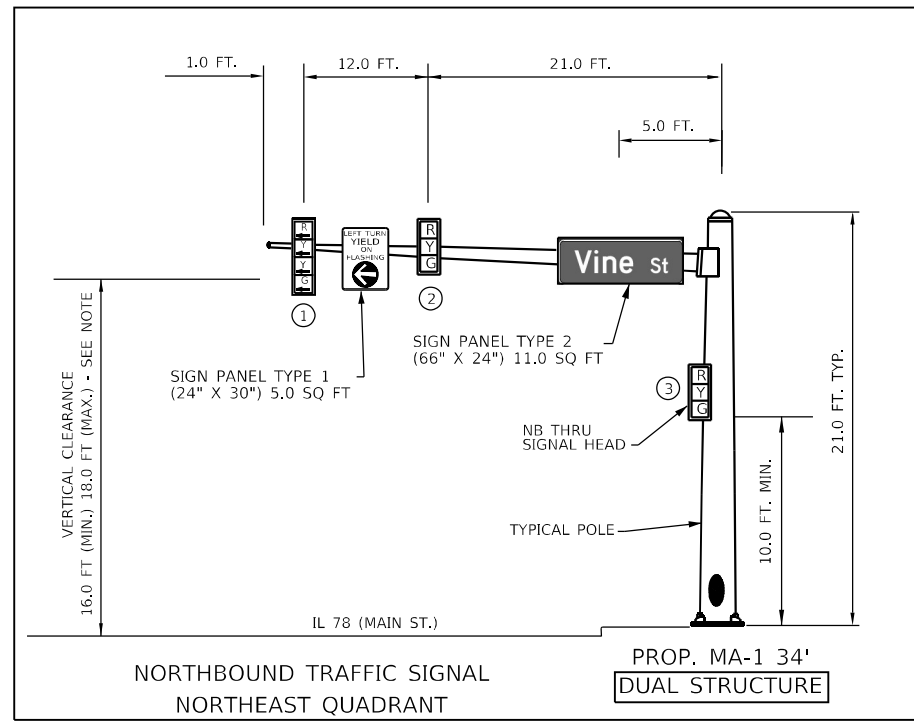 1.0 FT.
12.0 FT.
21.0 FT.
5.0 FT.
R
Y
Y
G
LEFT TURN
YIELD
ON
FLASHING
R
Y
G
Vine St
1
2
SIGN PANEL TYPE 1
(24" X 30") 5.0 SQ FT
SIGN PANEL TYPE 2
(66" X 24") 11.0 SQ FT
3
R
Y
G
NB THRU
SIGNAL HEAD
TYPICAL POLE
VERTICAL CLEARANCE
16.0 FT (MIN.) 18.0 FT (MAX.) - SEE NOTE
10.0 FT. MIN.
21.0 FT. TYP.
IL 78 (MAIN ST.)
NORTHBOUND TRAFFIC SIGNAL
NORTHEAST QUADRANT
PROP. MA-1 34'
DUAL STRUCTURE